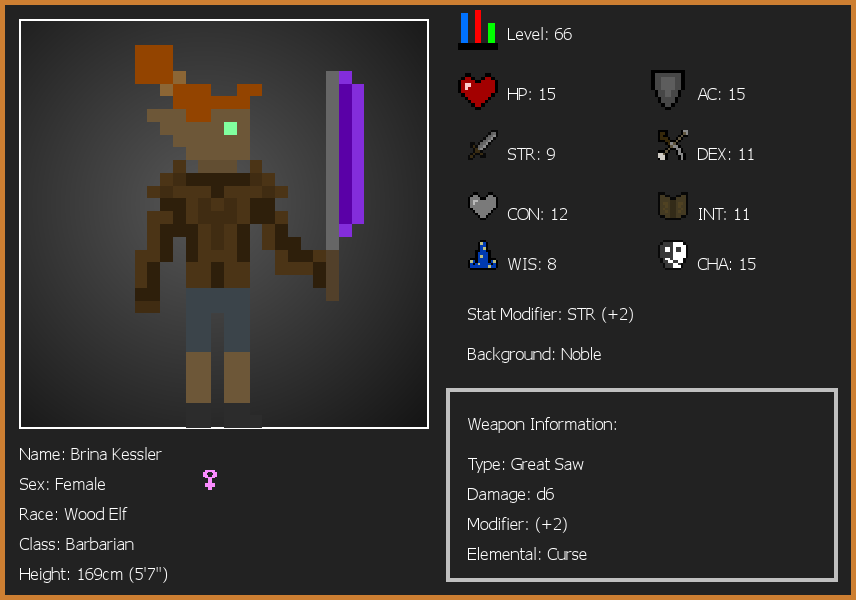 Level: 66
HP: 15
AC: 15
STR: 9
DEX: 11
CON: 12
INT: 11
WIS: 8
CHA: 15
Stat Modifier: STR (+2)
Background: Noble
Weapon Information:
Type: Great Saw
Damage: d6
Modifier: (+2)
Elemental: Curse
Name: Brina Kessler
Sex: Female
Race: Wood Elf
Class: Barbarian
Height: 169cm (5'7")